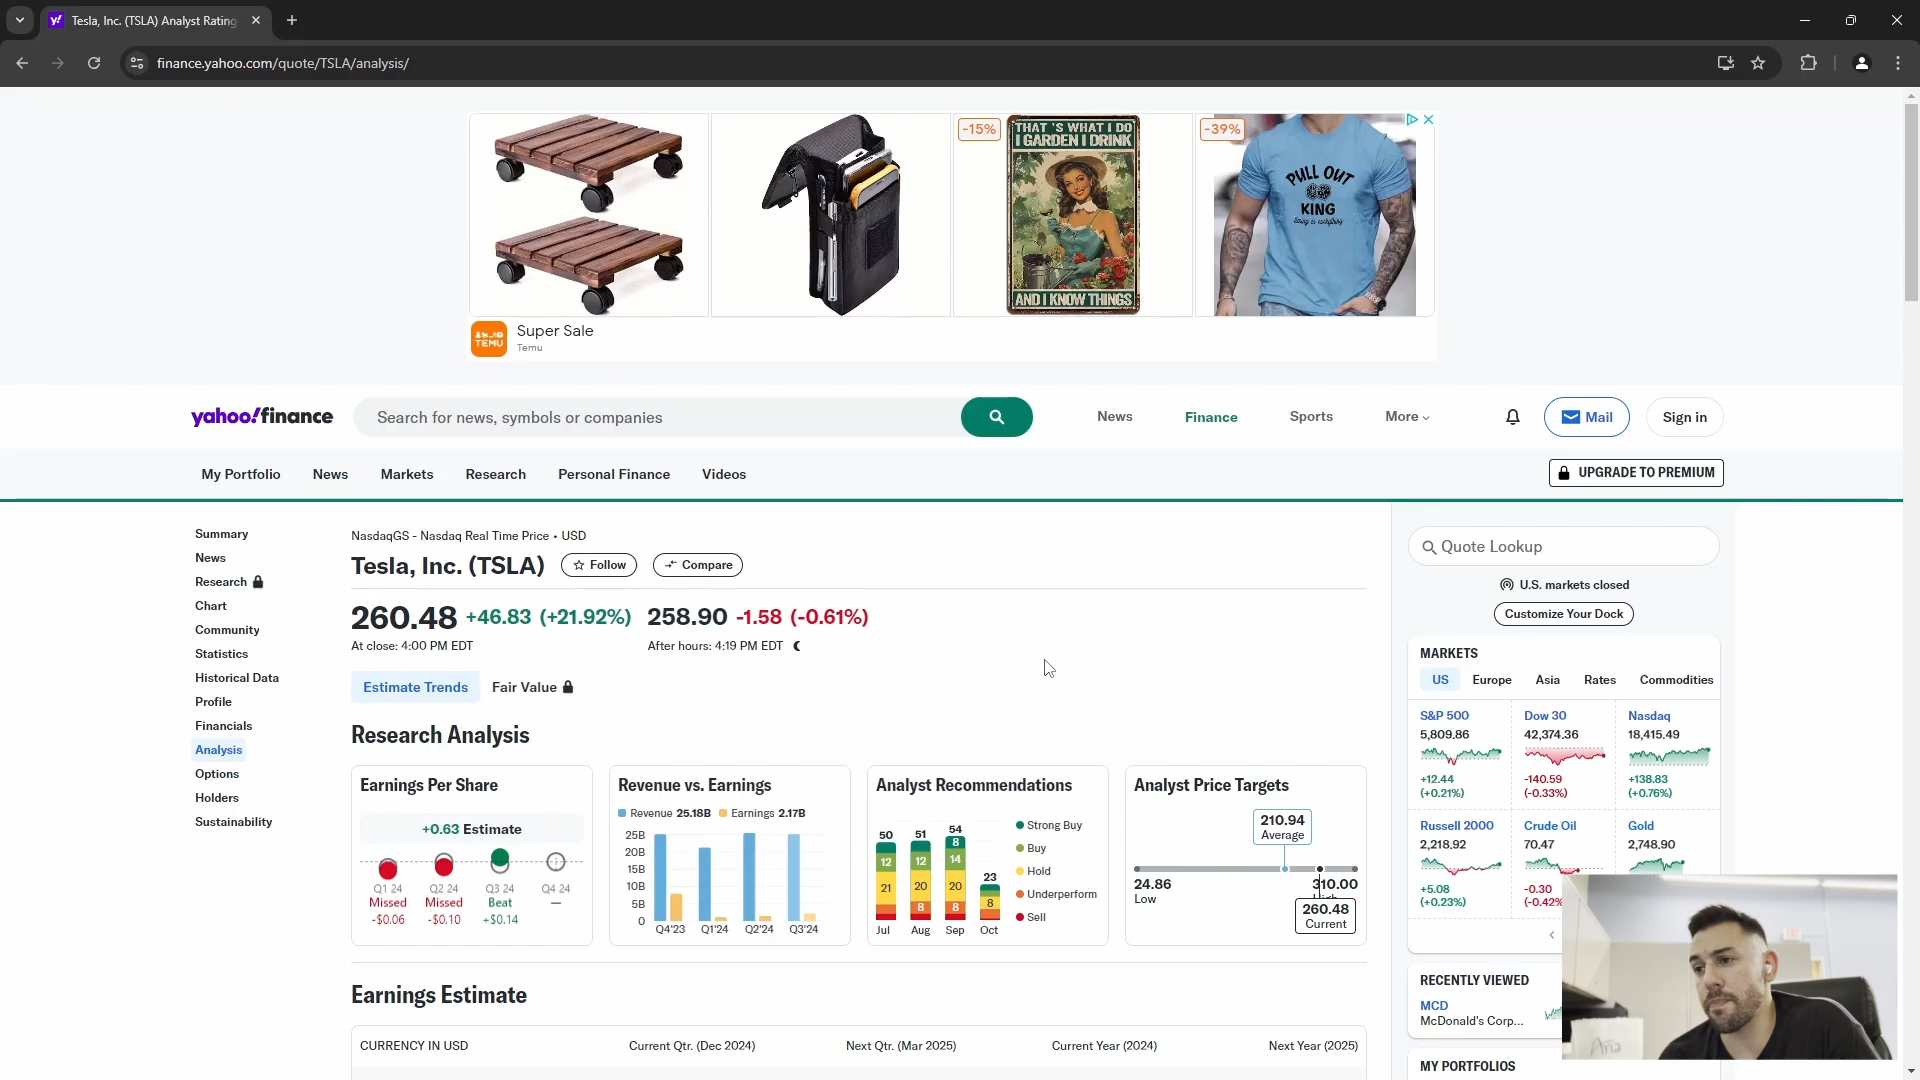 Tesla, Inc. (TSLA) Analyst Rating
finance.yahoo.com/quote/TSLA/analysis/
-15%
THAT'S WHAT I DO
I GARDEN I DRINK
AND I KNOW THINGS
-39%
PULL OUT
KING
timing is everything
TEMU
Super Sale
Temu
yahoo!finance
Search for news, symbols or companies
News
Finance
Sports
More
Mail
Sign in
My Portfolio
News
Markets
Research
Personal Finance
Videos
UPGRADE TO PREMIUM
Summary
News
Research
Chart
Community
Statistics
Historical Data
Profile
Financials
Analysis
Options
Holders
Sustainability
NasdaqGS - Nasdaq Real Time Price • USD
Tesla, Inc. (TSLA)
Follow
Compare
260.48 +46.83 (+21.92%)
At close: 4:00 PM EDT
258.90 -1.58 (-0.61%)
After hours: 4:19 PM EDT
Estimate Trends
Fair Value
Research Analysis
Earnings Per Share
+0.63 Estimate
Q1 24
Missed
-$0.06
Q2 24
Missed
-$0.10
Q3 24
Beat
+$0.14
Q4 24
—
Revenue vs. Earnings
Revenue 25.18B
Earnings 2.17B
25B
20B
15B
10B
5B
0
Q4'23
Q1'24
Q2'24
Q3'24
Analyst Recommendations
50
12
21
Jul
51
12
20
8
Aug
54
8
14
20
8
Sep
23
8
Oct
Strong Buy
Buy
Hold
Underperform
Sell
Analyst Price Targets
210.94
Average
24.86
Low
310.00
High
260.48
Current
Earnings Estimate
CURRENCY IN USD
Current Qtr. (Dec 2024)
Next Qtr. (Mar 2025)
Current Year (2024)
Next Year (2025)
Quote Lookup
U.S. markets closed
Customize Your Dock
MARKETS
US
Europe
Asia
Rates
Commodities
S&P 500
5,809.86
+12.44
(+0.21%)
Dow 30
42,374.36
-140.59
(-0.33%)
Nasdaq
18,415.49
+138.83
(+0.76%)
Russell 2000
2,218.92
+5.08
(+0.23%)
Crude Oil
70.47
-0.30
(-0.42%
Gold
2,748.90
RECENTLY VIEWED
MCD
McDonald's Corp...
MY PORTFOLIOS
Aria